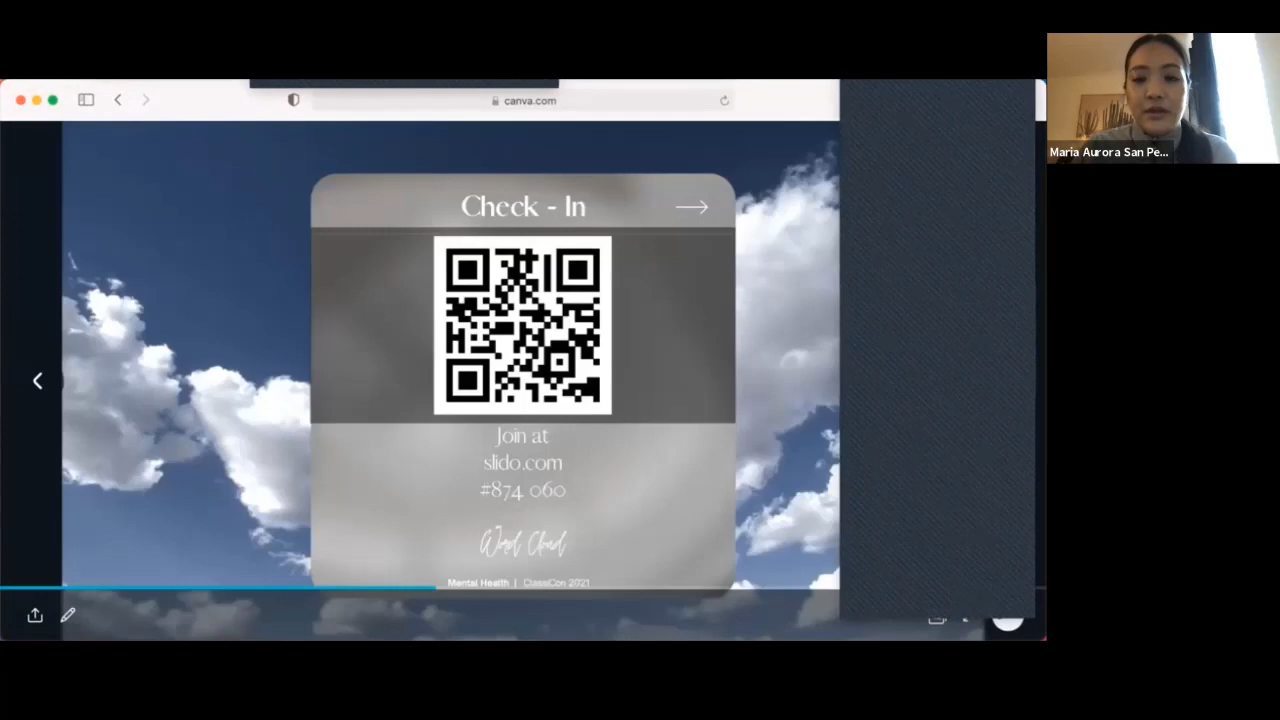 canva.com
Check - In
Join at
slido.com
#874 060
Word Cloud
Mental Health | ClassiCon 2021
Maria Aurora San Pe...